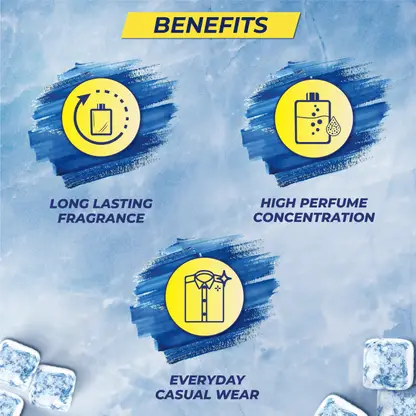 BENEFITS
LONG LASTING
FRAGRANCE
HIGH PERFUME
CONCENTRATION
EVERYDAY
CASUAL WEAR